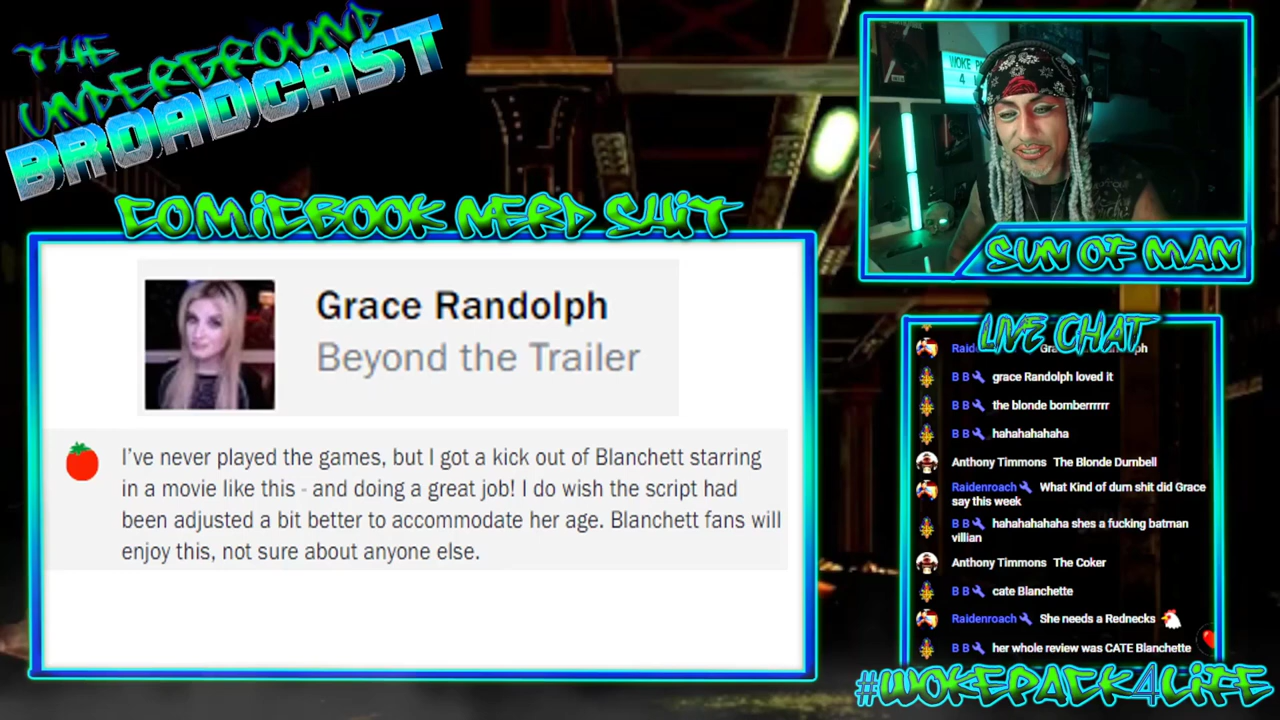 THE
UNDERGROUND
BROADCAST
COMICBOOK NERD SHIT
Grace Randolph
Beyond the Trailer
I've never played the games, but I got a kick out of Blanchett starring
in a movie like this - and doing a great job! I do wish the script had
been adjusted a bit better to accommodate her age. Blanchett fans will
enjoy this, not sure about anyone else.
WOKE
4
SUN OF MAN
LIVE CHAT
B B grace Randolph loved it
B B the blonde bomberrrrrr
B B hahahahahaha
Anthony Timmons The Blonde Dumbell
Raidenroach What Kind of dum shit did Grace
say this week
B B hahahahahaha shes a fucking batman
villian
Anthony Timmons The Coker
B B cate Blanchette
Raidenroach She needs a Rednecks
B B her whole review was CATE Blanchette
#WOKEPACK4LIFE